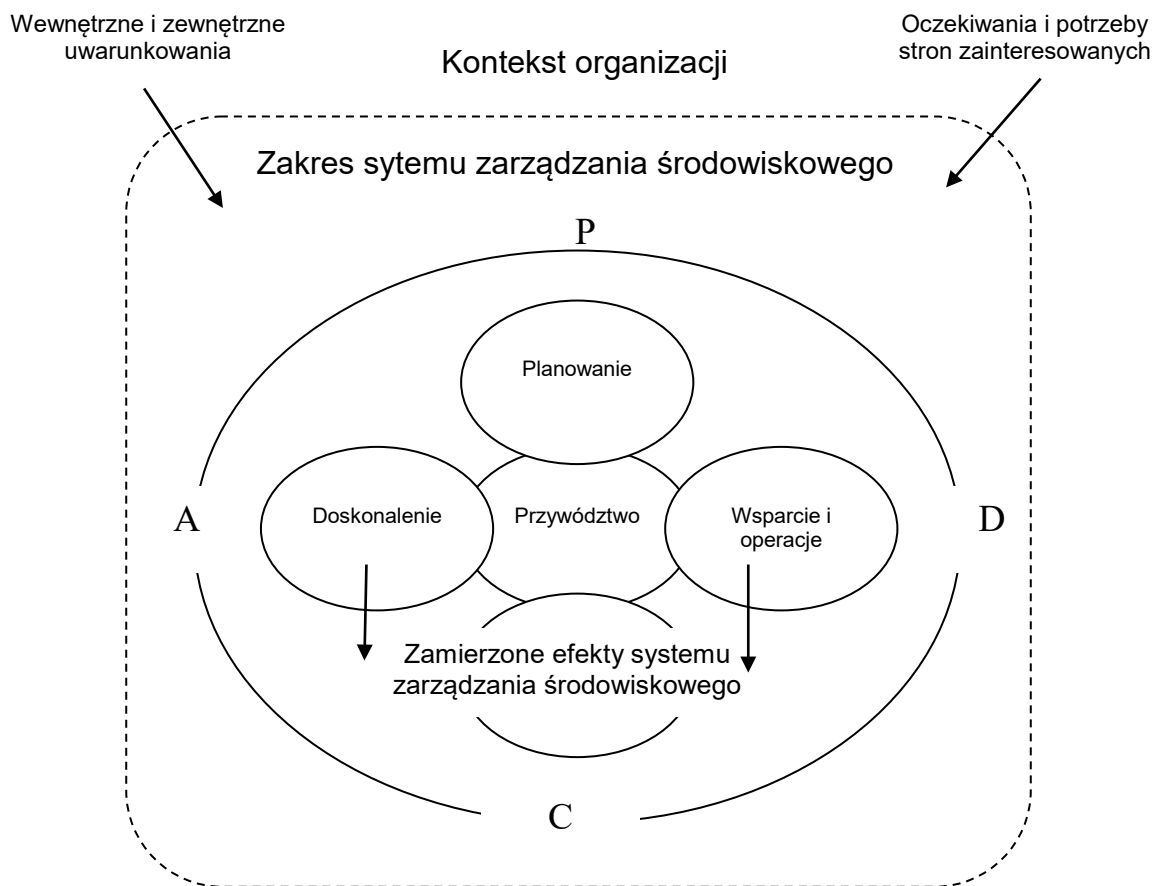 Wewnętrzne i zewnętrzne
uwarunkowania
Oczekiwania i potrzeby
stron zainteresowanych
Kontekst organizacji
Zakres sytemu zarządzania środowiskowego
P
Planowanie
A
Doskonalenie
Przywództwo
Wsparcie i
operacje
D
Zamierzone efekty systemu
zarządzania środowiskowego
C